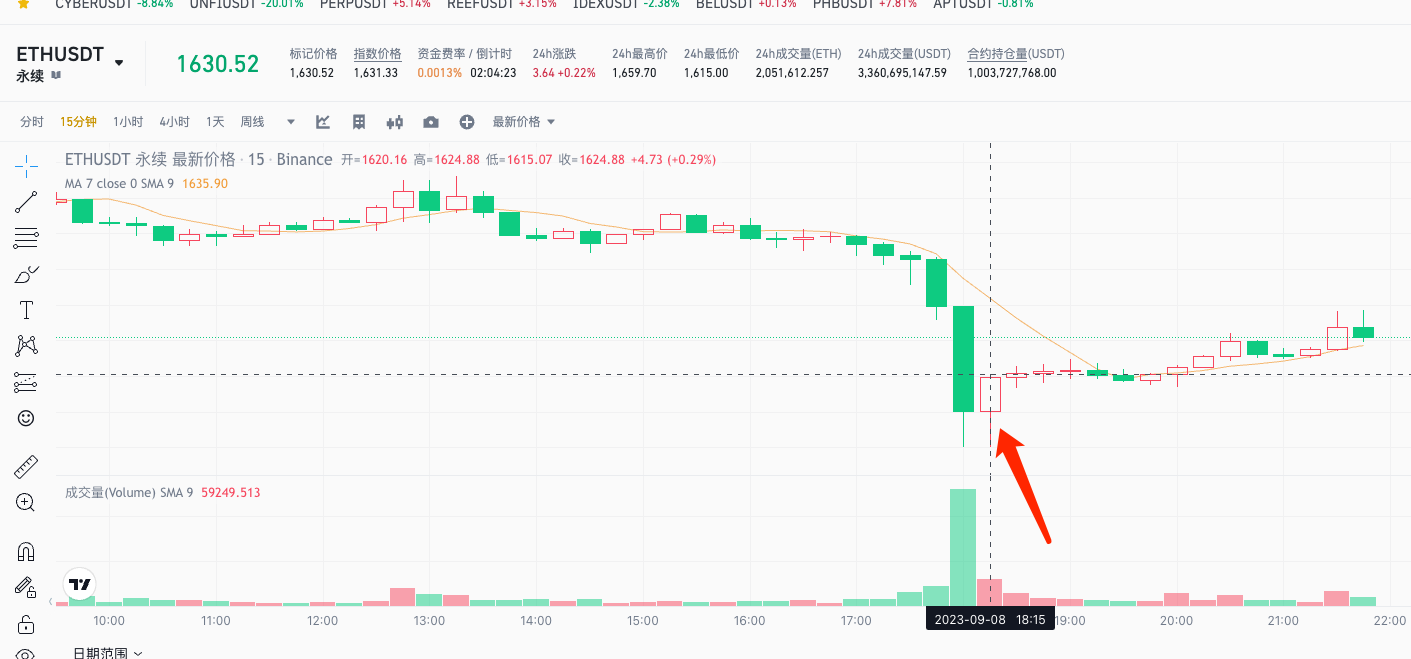 CYBERUSDT -8.84% UNFIUSDT -20.01% PERPUSDT +5.14% REEFUSDT +3.15% IDEXUSDT -2.38% BELUSDT +0.13% PHBUSDT +7.81% APTUSDT -0.81%
ETHUSDT
永续
1630.52
标记价格 指数价格 资金费率 / 倒计时 24h涨跌 24h最高价 24h最低价 24h成交量(ETH) 24h成交量(USDT) 合约持仓量(USDT)
1,630.52 1,631.33 0.0013% 02:04:23 3.64 +0.22% 1,659.70 1,615.00 2,051,612.257 3,360,695,147.59 1,003,727,768.00
分时 15分钟 1小时 4小时 1天 周线 最新价格
ETHUSDT 永续 最新价格 · 15 · Binance 开=1620.16 高=1624.88 低=1615.07 收=1624.88 +4.73 (+0.29%)
MA 7 close 0 SMA 9 1635.90
成交量(Volume) SMA 9 59249.513
10:00 11:00 12:00 13:00 14:00 15:00 16:00 17:00 2023-09-08 18:15 19:00 20:00 21:00 22:00
日期范围